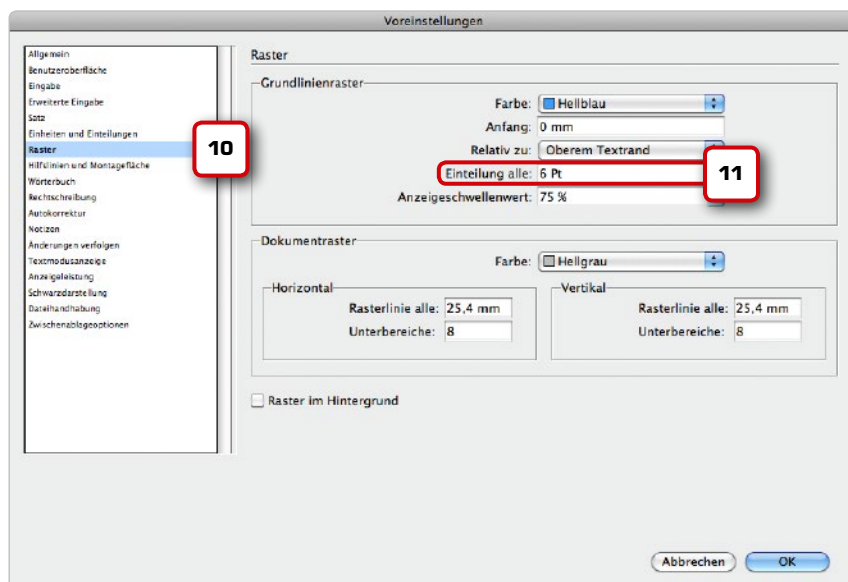 Voreinstellungen
Allgemein
Benutzeroberfläche
Eingabe
Erweiterte Eingabe
Satz
Einheiten und Einteilungen
Raster
Hilfslinien und Montagefläche
Wörterbuch
Rechtschreibung
Autokorrektur
Notizen
Änderungen verfolgen
Textmodusanzeige
Anzeigeleistung
Schwarzdarstellung
Dateihandhabung
Zwischenablageoptionen
10
Raster
Grundlinienraster
Farbe: Hellblau
Anfang: 0 mm
Relativ zu: Oberem Textrand
Einteilung alle: 6 Pt
11
Anzeigeschwellenwert: 75 %
Dokumentraster
Farbe: Hellgrau
Horizontal
Rasterlinie alle: 25,4 mm
Unterbereiche: 8
Vertikal
Rasterlinie alle: 25,4 mm
Unterbereiche: 8
Raster im Hintergrund
Abbrechen
OK